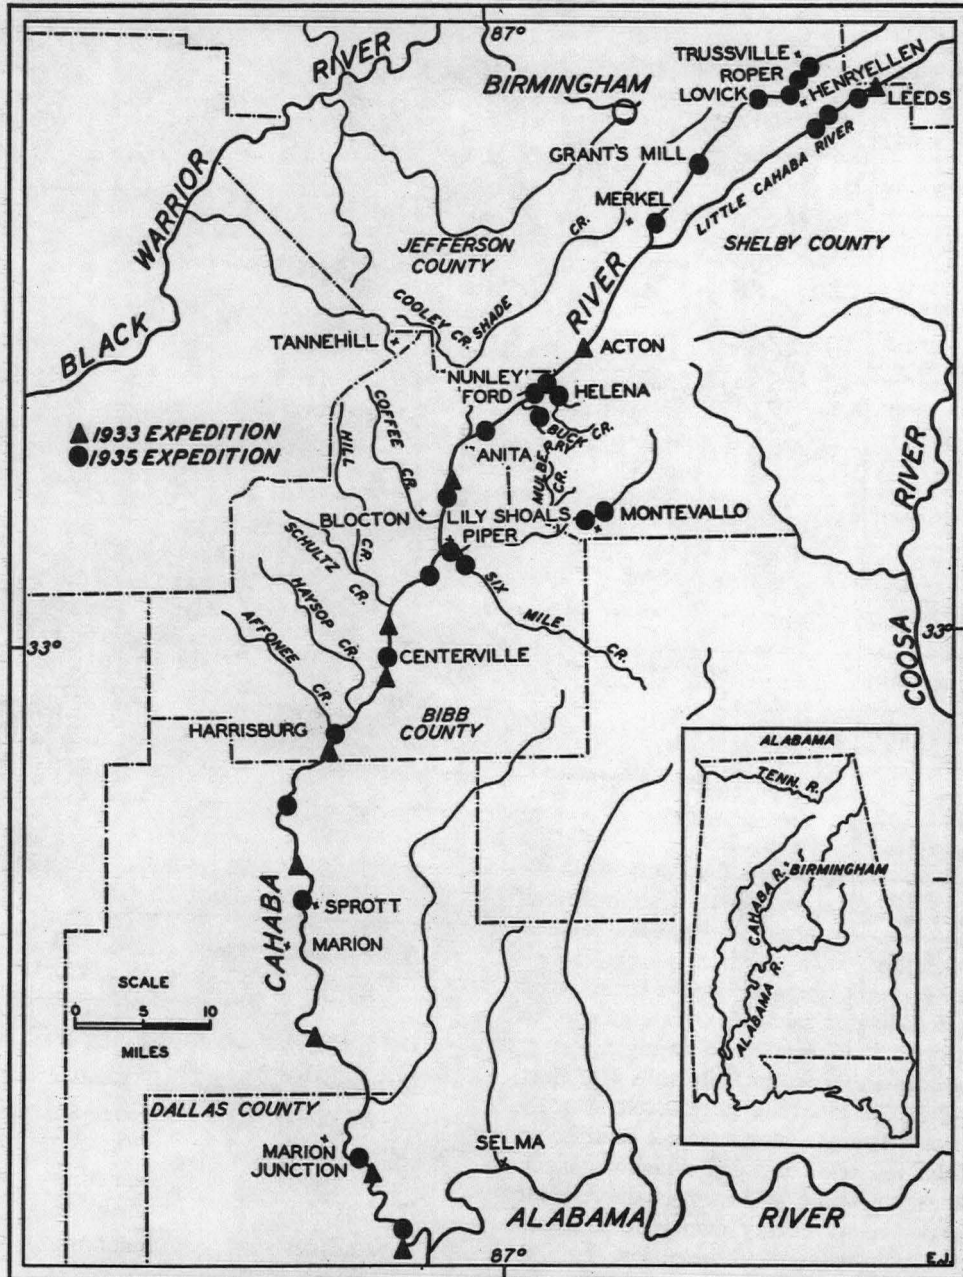 87°
RIVER
BIRMINGHAM
TRUSSVILLE
ROPER
LOVICK
HENRYELLEN
LEEDS
GRANT'S MILL
MERKEL
LITTLE CAHABA RIVER
SHELBY COUNTY
WARRIOR
BLACK
JEFFERSON
COUNTY
CR.
SHADE
COOLEY CR.
RIVER
TANNEHILL
ACTON
NUNLEY
FORD
HELENA
BUCK CR.
▲ 1933 EXPEDITION
● 1935 EXPEDITION
COFFEE
CR.
HILL
CR.
ANITA
MULBERRY
CR.
BLOCTON
LILY SHOALS
PIPER
MONTEVALLO
RIVER
COOSA
SCHULTZ
CR.
HAYSOP
CR.
AFFONEE
CR.
SIX
MILE
CR.
33°
33°
CENTERVILLE
HARRISBURG
BIBB
COUNTY
ALABAMA
TENN. R.
BIRMINGHAM
CAHABA R.
ALABAMA R.
CAHABA
SPROTT
MARION
SCALE
0 5 10
MILES
DALLAS COUNTY
MARION
JUNCTION
SELMA
ALABAMA RIVER
87°
E.J.